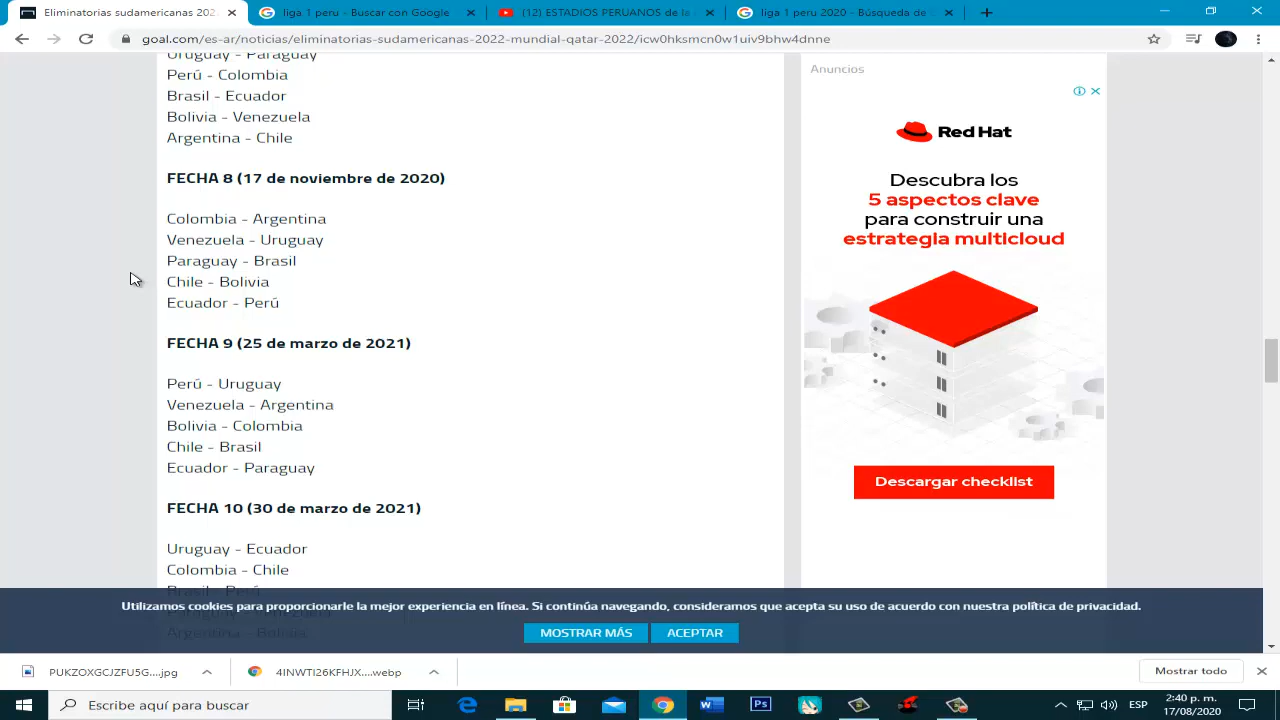 Eliminatorias sudamericanas 202
liga 1 peru - Buscar con Google
(12) ESTADIOS PERUANOS de la
liga 1 peru 2020 - Búsqueda de
goal.com/es-ar/noticias/eliminatorias-sudamericanas-2022-mundial-qatar-2022/icw0hksmcn0w1uiv9bhw4dnne
Uruguay - Paraguay
Perú - Colombia
Brasil - Ecuador
Bolivia - Venezuela
Argentina - Chile
FECHA 8 (17 de noviembre de 2020)
Colombia - Argentina
Venezuela - Uruguay
Paraguay - Brasil
Chile - Bolivia
Ecuador - Perú
FECHA 9 (25 de marzo de 2021)
Perú - Uruguay
Venezuela - Argentina
Bolivia - Colombia
Chile - Brasil
Ecuador - Paraguay
FECHA 10 (30 de marzo de 2021)
Uruguay - Ecuador
Colombia - Chile
Brasil - Perú
Argentina - Bolivia
Anuncios
Red Hat
Descubra los
5 aspectos clave
para construir una
estrategia multicloud
Descargar checklist
Utilizamos cookies para proporcionarle la mejor experiencia en línea. Si continúa navegando, consideramos que acepta su uso de acuerdo con nuestra política de privacidad.
MOSTRAR MÁS
ACEPTAR
PUKZOXGCJZFU5G....jpg
4INWTI26KFHJX....webp
Mostrar todo
Escribe aquí para buscar
ESP
2:40 p. m.
17/08/2020